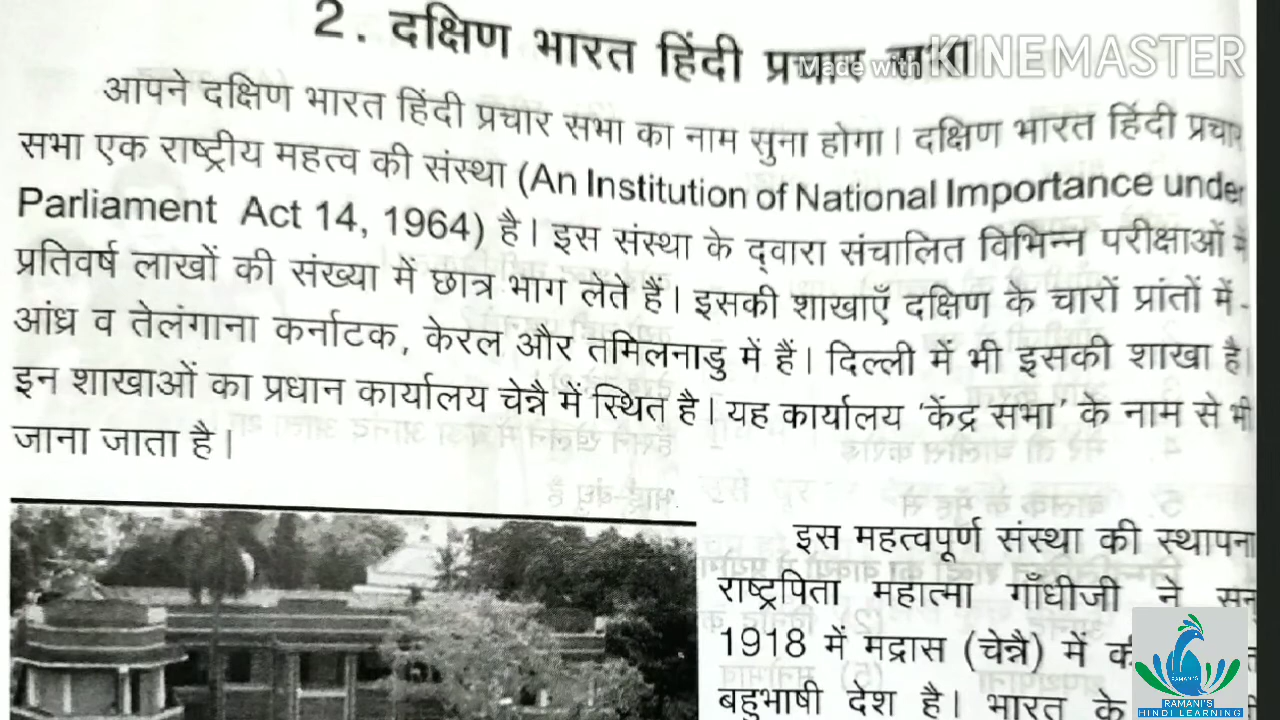 2. दक्षिण भारत हिंदी प्रचार सभा
Made with KINEMASTER
आपने दक्षिण भारत हिंदी प्रचार सभा का नाम सुना होगा। दक्षिण भारत हिंदी प्रचार
सभा एक राष्ट्रीय महत्व की संस्था (An Institution of National Importance under
Parliament Act 14, 1964) है। इस संस्था के द्वारा संचालित विभिन्न परीक्षाओं में
प्रतिवर्ष लाखों की संख्या में छात्र भाग लेते हैं। इसकी शाखाएँ दक्षिण के चारों प्रांतों में -
आंध्र व तेलंगाना कर्नाटक, केरल और तमिलनाडु में हैं। दिल्ली में भी इसकी शाखा है।
इन शाखाओं का प्रधान कार्यालय चेन्नै में स्थित है। यह कार्यालय 'केंद्र सभा' के नाम से भी
जाना जाता है।
इस महत्वपूर्ण संस्था की स्थापना
राष्ट्रपिता महात्मा गाँधीजी ने सन्
1918 में मद्रास (चेन्नै) में
बहुभाषी देश है। भारत के
RAMANI'S
RAMANI'S
HINDI LEARNING